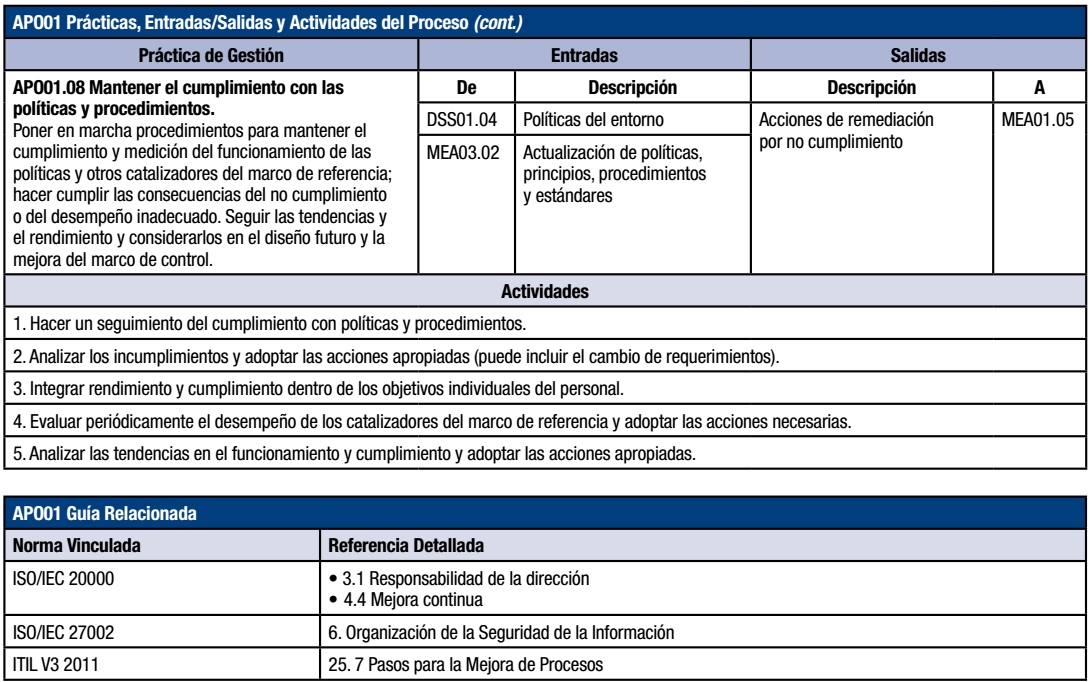 APO01 Prácticas, Entradas/Salidas y Actividades del Proceso (cont.)
Práctica de Gestión Entradas Salidas
APO01.08 Mantener el cumplimiento con las
políticas y procedimientos.
Poner en marcha procedimientos para mantener el
cumplimiento y medición del funcionamiento de las
políticas y otros catalizadores del marco de referencia;
hacer cumplir las consecuencias del no cumplimiento
o del desempeño inadecuado. Seguir las tendencias y
el rendimiento y considerarlos en el diseño futuro y la
mejora del marco de control.
De Descripción Descripción A
DSS01.04 Políticas del entorno
MEA03.02 Actualización de políticas,
principios, procedimientos
y estándares
Acciones de remediación
por no cumplimiento
MEA01.05
Actividades
1. Hacer un seguimiento del cumplimiento con políticas y procedimientos.
2. Analizar los incumplimientos y adoptar las acciones apropiadas (puede incluir el cambio de requerimientos).
3. Integrar rendimiento y cumplimiento dentro de los objetivos individuales del personal.
4. Evaluar periódicamente el desempeño de los catalizadores del marco de referencia y adoptar las acciones necesarias.
5. Analizar las tendencias en el funcionamiento y cumplimiento y adoptar las acciones apropiadas.
APO01 Guía Relacionada
Norma Vinculada Referencia Detallada
ISO/IEC 20000 • 3.1 Responsabilidad de la dirección
• 4.4 Mejora continua
ISO/IEC 27002 6. Organización de la Seguridad de la Información
ITIL V3 2011 25. 7 Pasos para la Mejora de Procesos